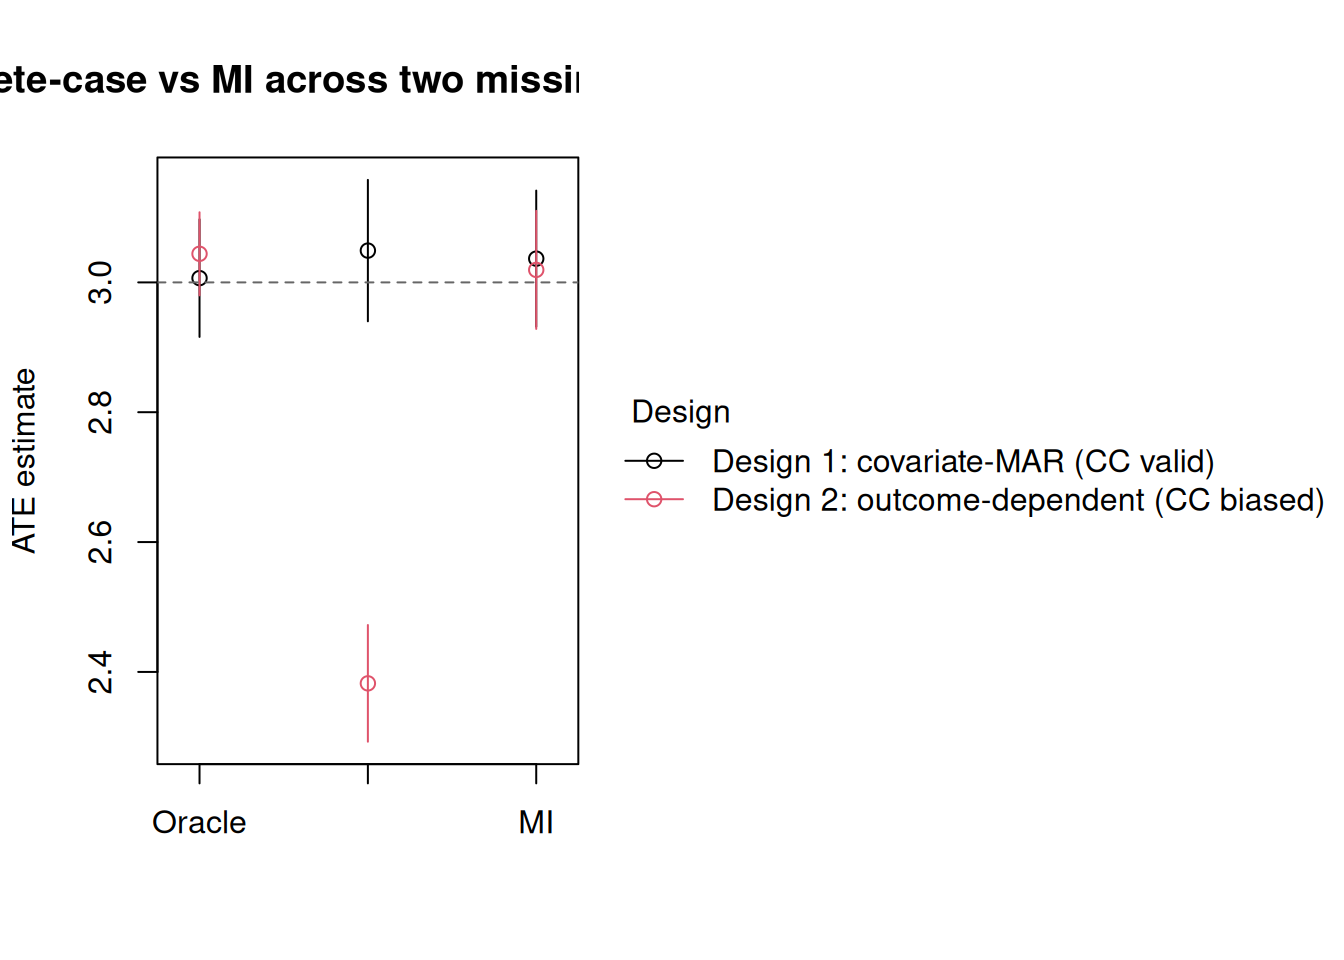 ete-case vs MI across two missin
ATE estimate
3.0
2.8
2.6
2.4
Oracle
MI
Design
Design 1: covariate-MAR (CC valid)
Design 2: outcome-dependent (CC biased)